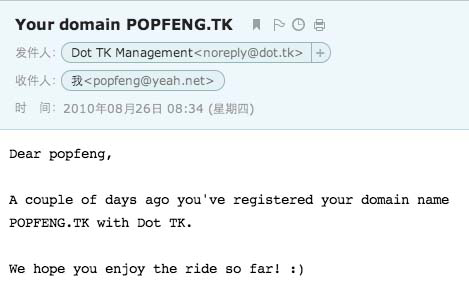 Your domain POPFENG.TK
发件人: Dot TK Management<noreply@dot.tk> +
收件人: 我<popfeng@yeah.net>
时 间: 2010年08月26日 08:34 (星期四)
Dear popfeng,
A couple of days ago you've registered your domain name
POPFENG.TK with Dot TK.
We hope you enjoy the ride so far! :)